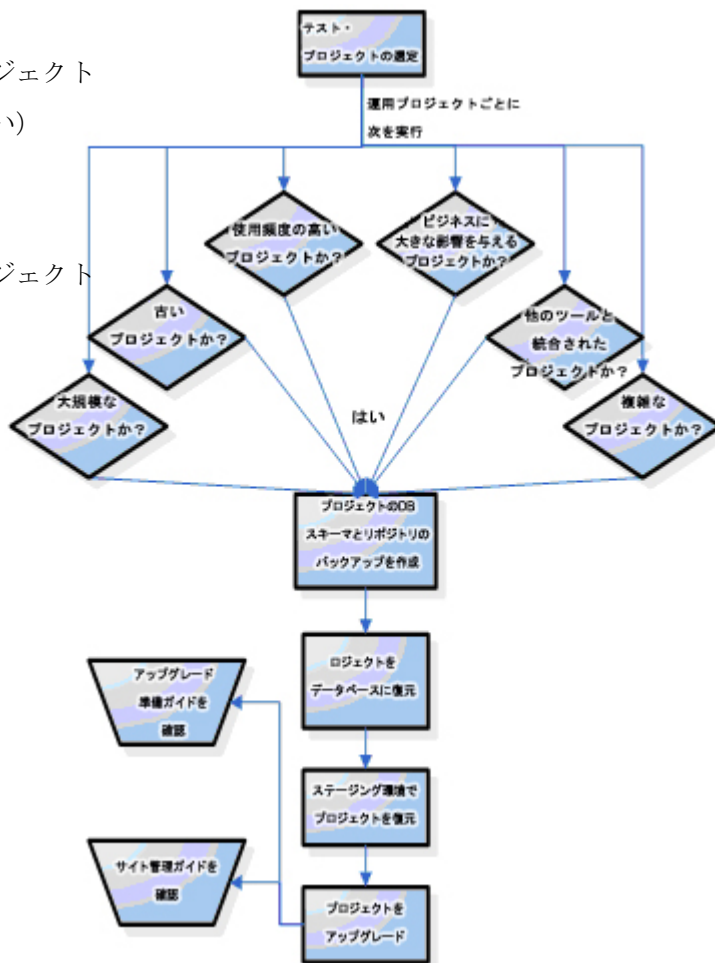 テスト・
プロジェクトの選定
ジェクト
運用プロジェクトごとに
い）
次を実行
使用頻度の高い
プロジェクトか？
ビジネスに
大きな影響を与える
プロジェクトか？
ジェクト
古い
プロジェクトか？
他のツールと
統合された
プロジェクトか？
大規模な
プロジェクトか？
はい
複雑な
プロジェクトか？
プロジェクトのDB
スキーマとリポジトリの
バックアップを作成
ロジェクトを
データベースに復元
アップグレード
準備ガイドを
確認
ステージング環境で
プロジェクトを復元
サイト管理ガイドを
確認
プロジェクトを
アップグレード